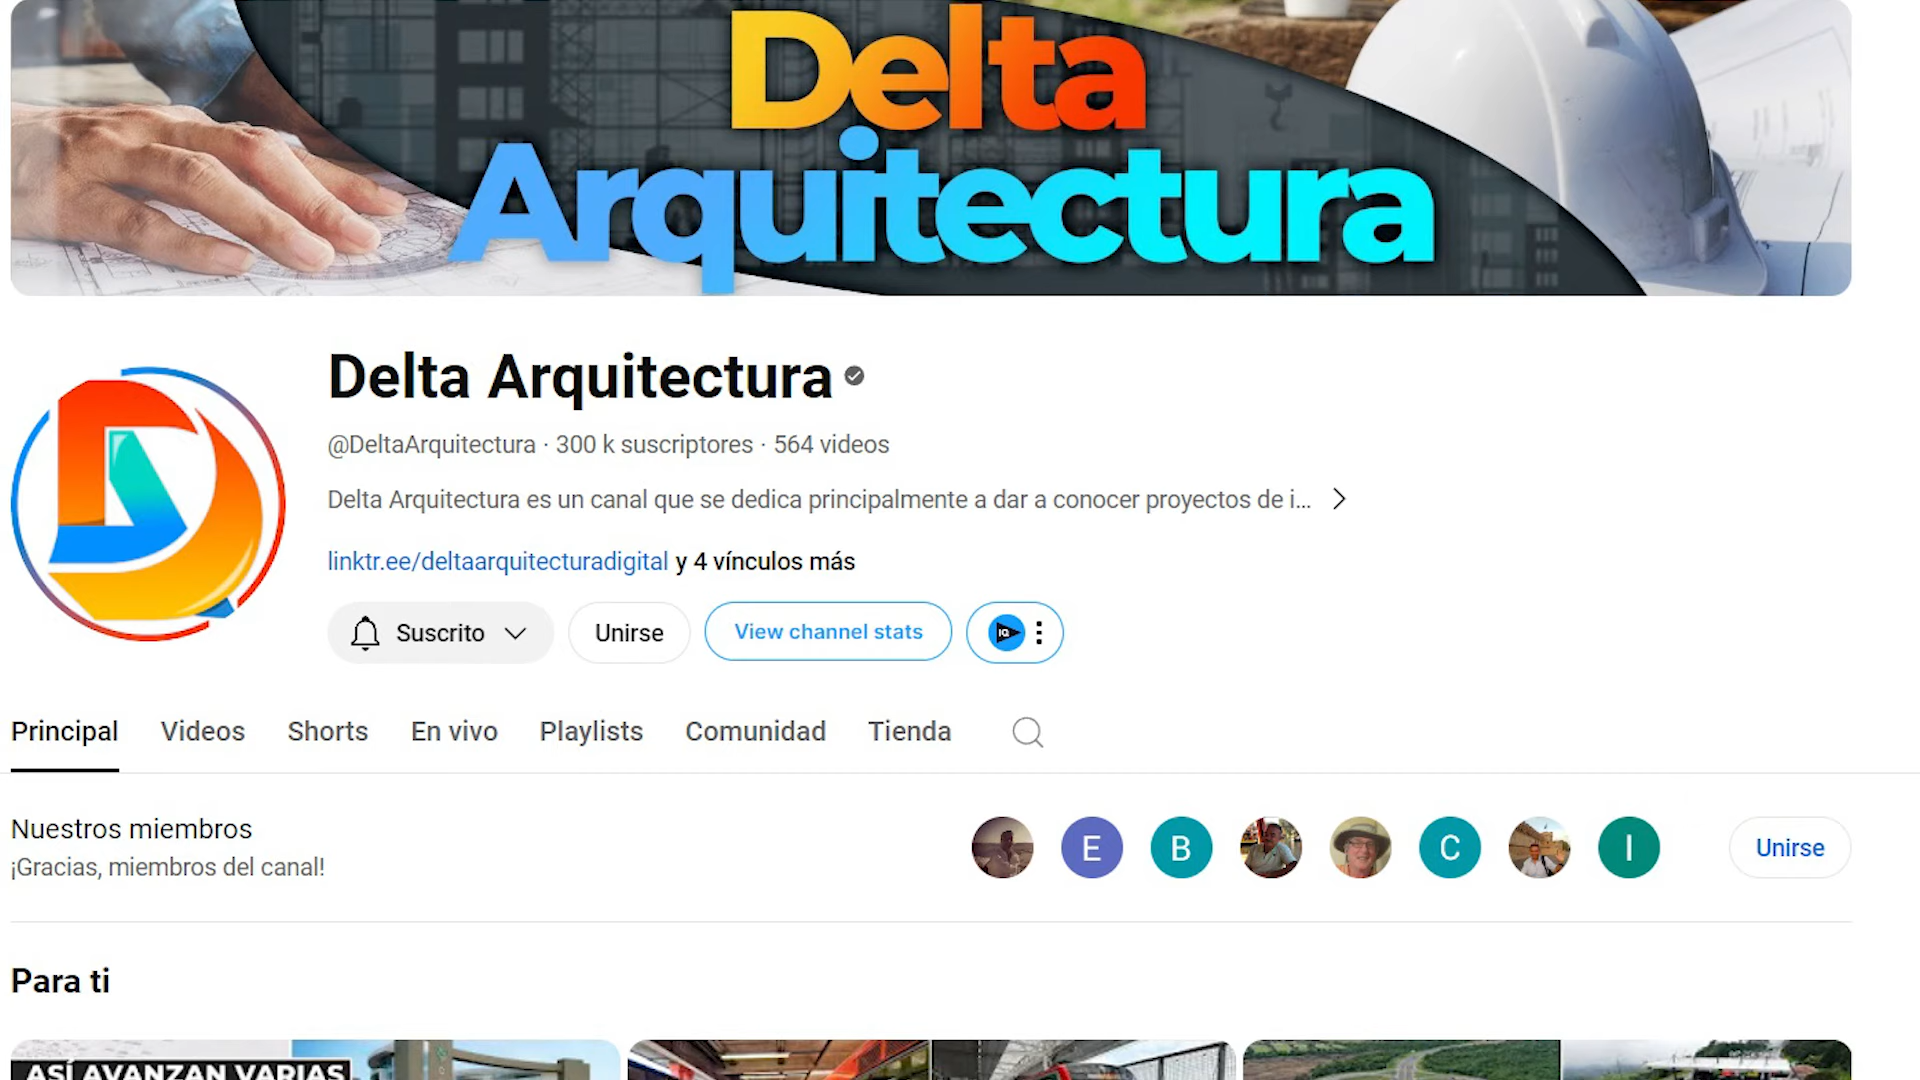 Delta
Arquitectura
Delta Arquitectura
@DeltaArquitectura · 300 k suscriptores · 564 videos
Delta Arquitectura es un canal que se dedica principalmente a dar a conocer proyectos de i...
linktr.ee/deltaarquitecturadigital y 4 vínculos más
Suscrito
Unirse
View channel stats
IQ
Principal
Videos
Shorts
En vivo
Playlists
Comunidad
Tienda
Nuestros miembros
¡Gracias, miembros del canal!
E
B
C
I
Unirse
Para ti
ASÍ AVANZAN VARIAS